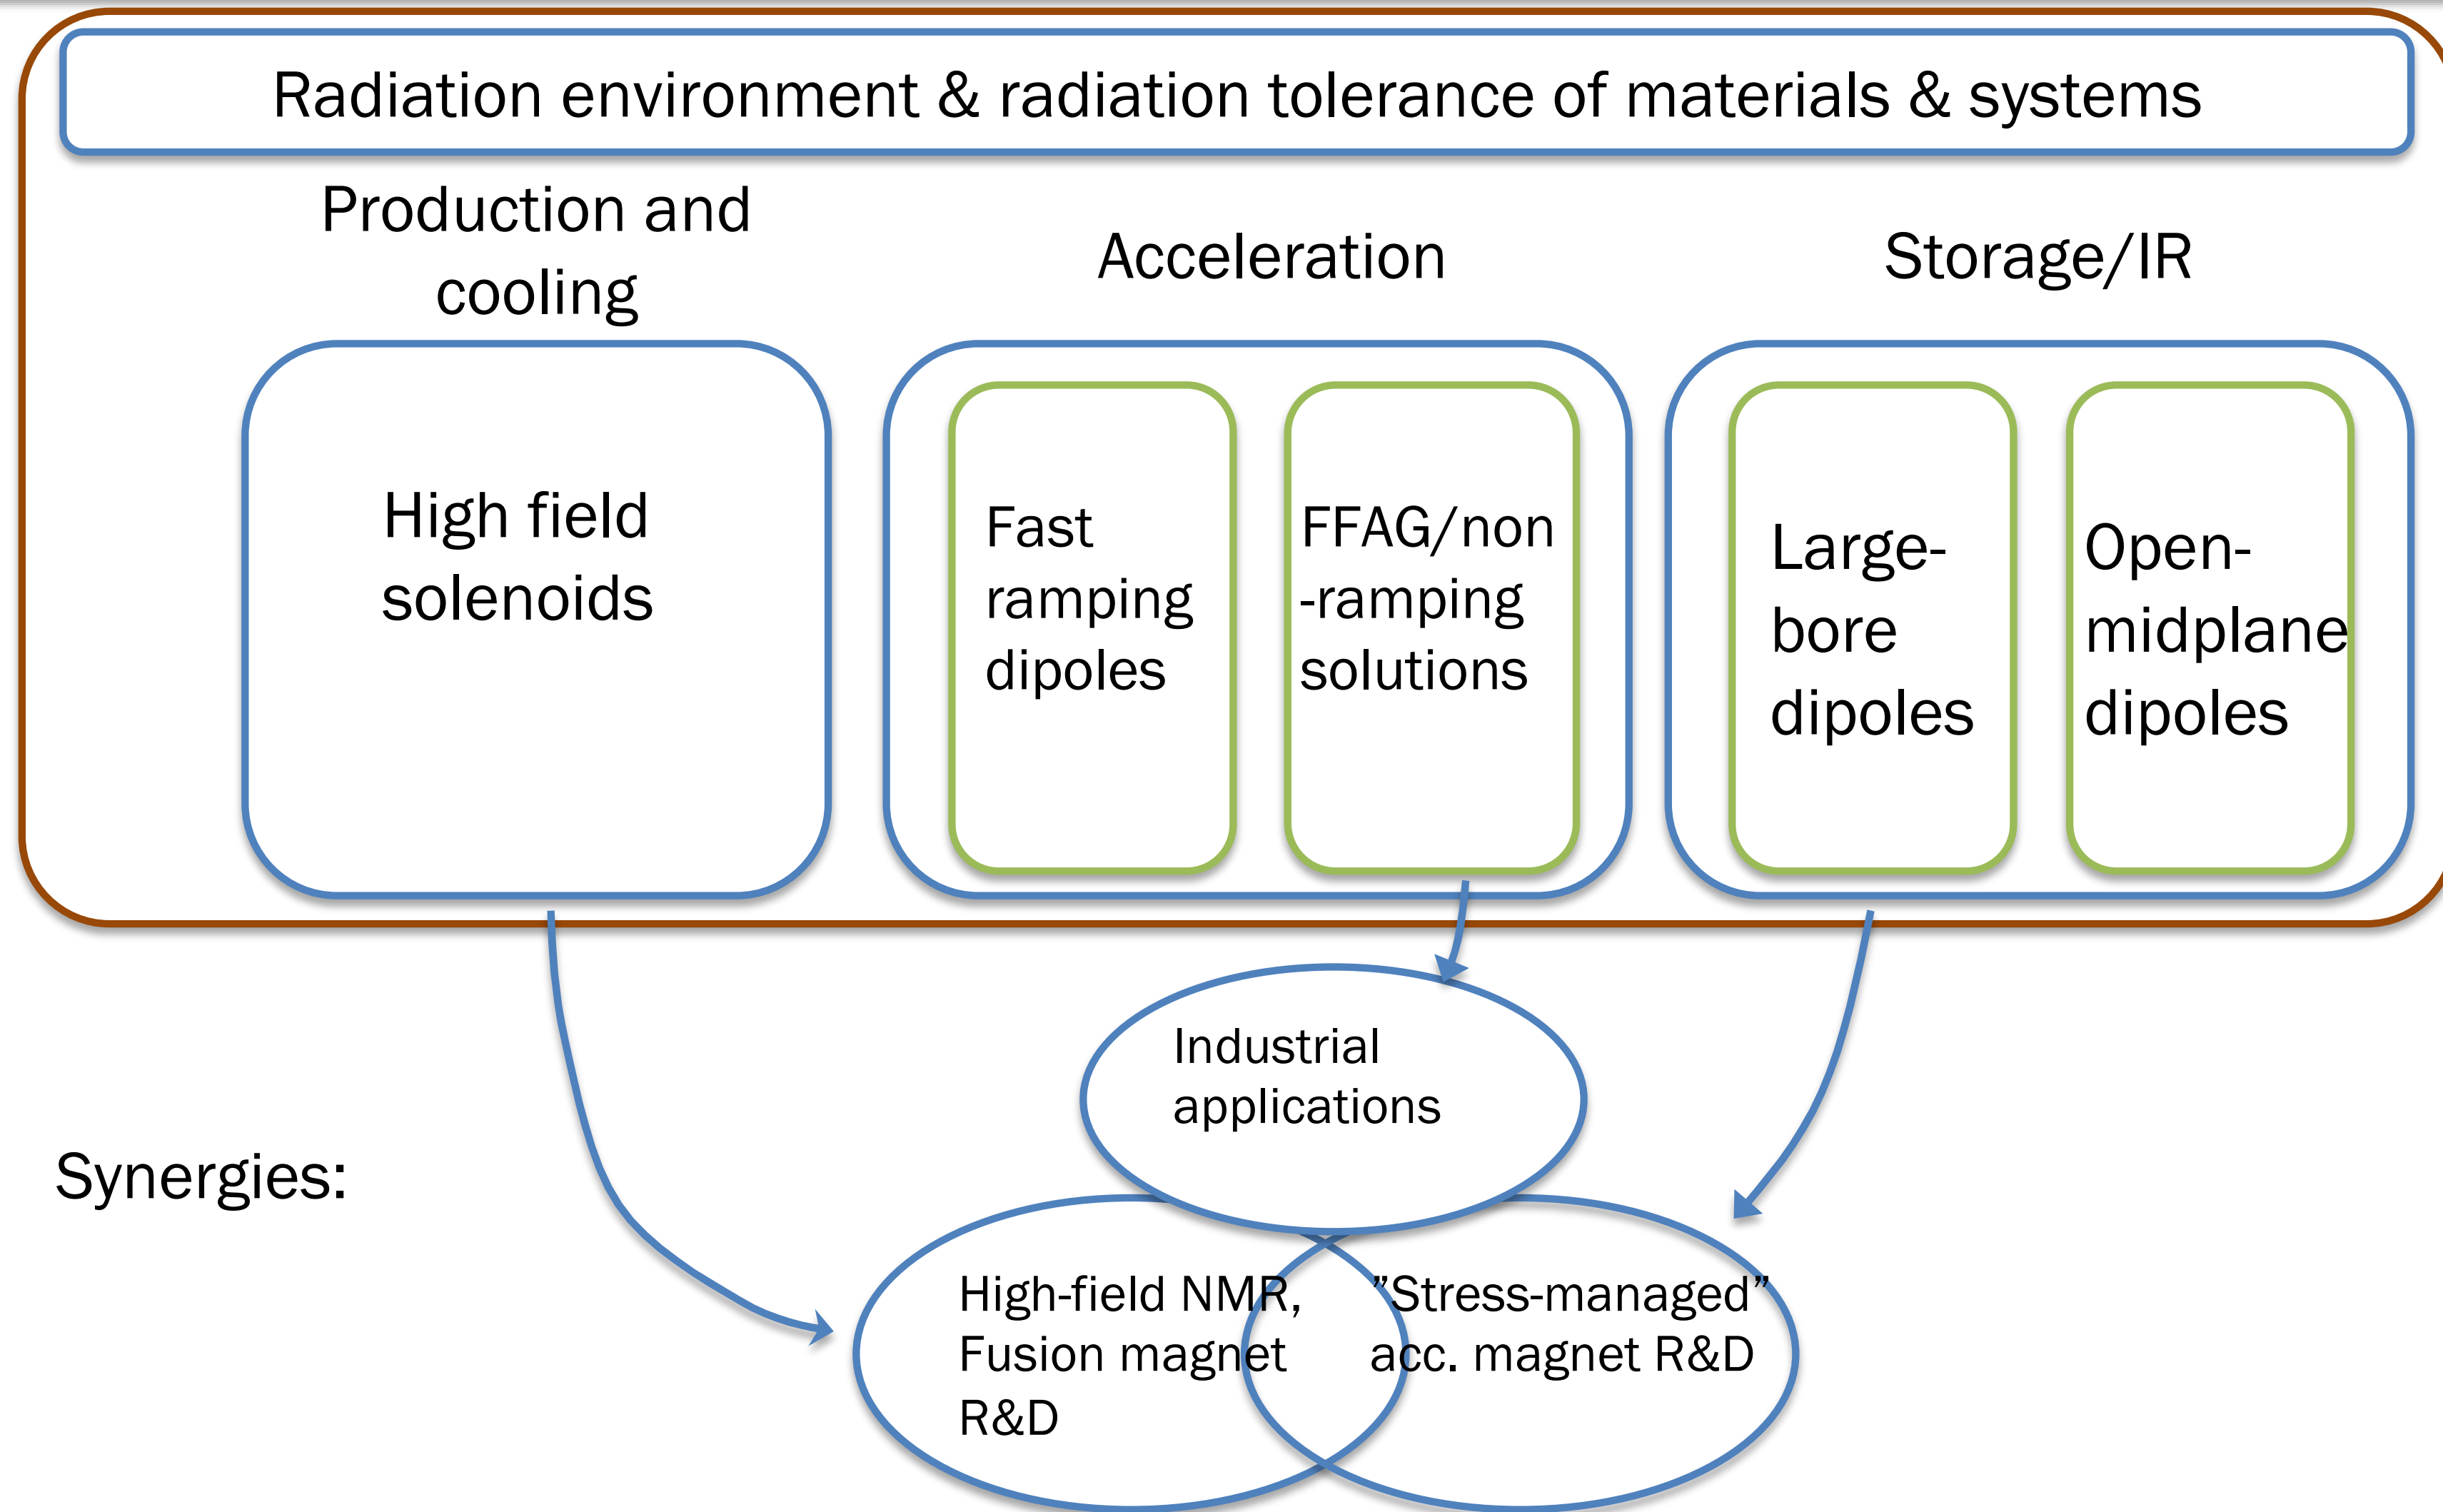 Radiation environment & radiation tolerance of materials & systems
Production and
cooling
Acceleration
Storage/IR
High field
solenoids
Fast
ramping
dipoles
FFAG/non
-ramping
solutions
Large-
bore
dipoles
Open-
midplane
dipoles
Industrial
applications
Synergies:
High-field NMR,
Fusion magnet
R&D
”Stress-managed”
acc. magnet R&D